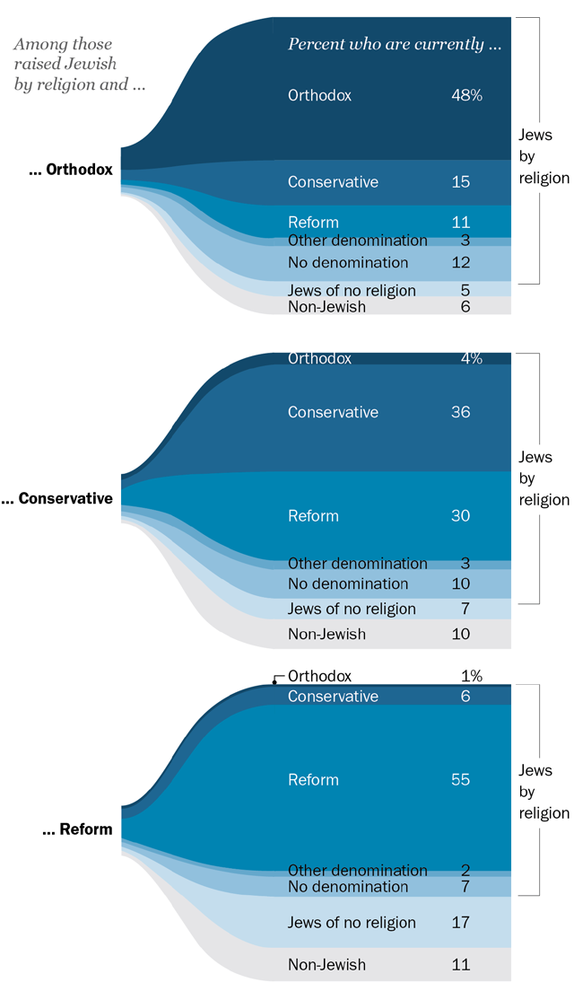 Among those
raised Jewish
by religion and ...
Percent who are currently ...
... Orthodox
Orthodox 48%
Conservative 15
Reform 11
Other denomination 3
No denomination 12
Jews of no religion 5
Non-Jewish 6
Jews
by
religion
... Conservative
Orthodox 4%
Conservative 36
Reform 30
Other denomination 3
No denomination 10
Jews of no religion 7
Non-Jewish 10
Jews
by
religion
... Reform
Orthodox 1%
Conservative 6
Reform 55
Other denomination 2
No denomination 7
Jews of no religion 17
Non-Jewish 11
Jews
by
religion